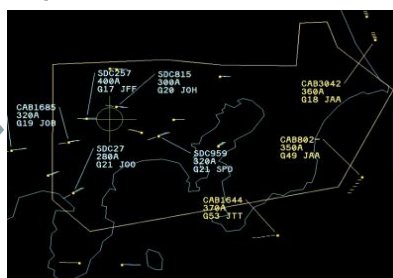 SDC257
400A
G17 JFF
SDC815
300A
G20 JOH
CAB3042
360A
G18 JAA
CAB1685
320A
G19 JOB
CAB802-
350A
G49 JAA
SDC27
280A
G21 JOO
SDC959
320A
G21 SPD
CAB1644
370A
G53 JTT